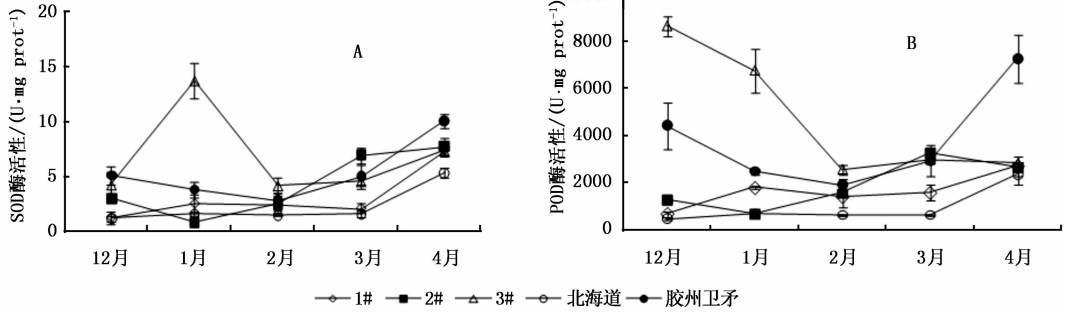 SOD酶活性/(U·mg prot⁻¹)
20
15
10
5
0
A
12月 1月 2月 3月 4月
POD酶活性/(U·mg prot⁻¹)
8000
6000
4000
2000
0
B
12月 1月 2月 3月 4月
1# 2# 3# 北海道 胶州卫矛